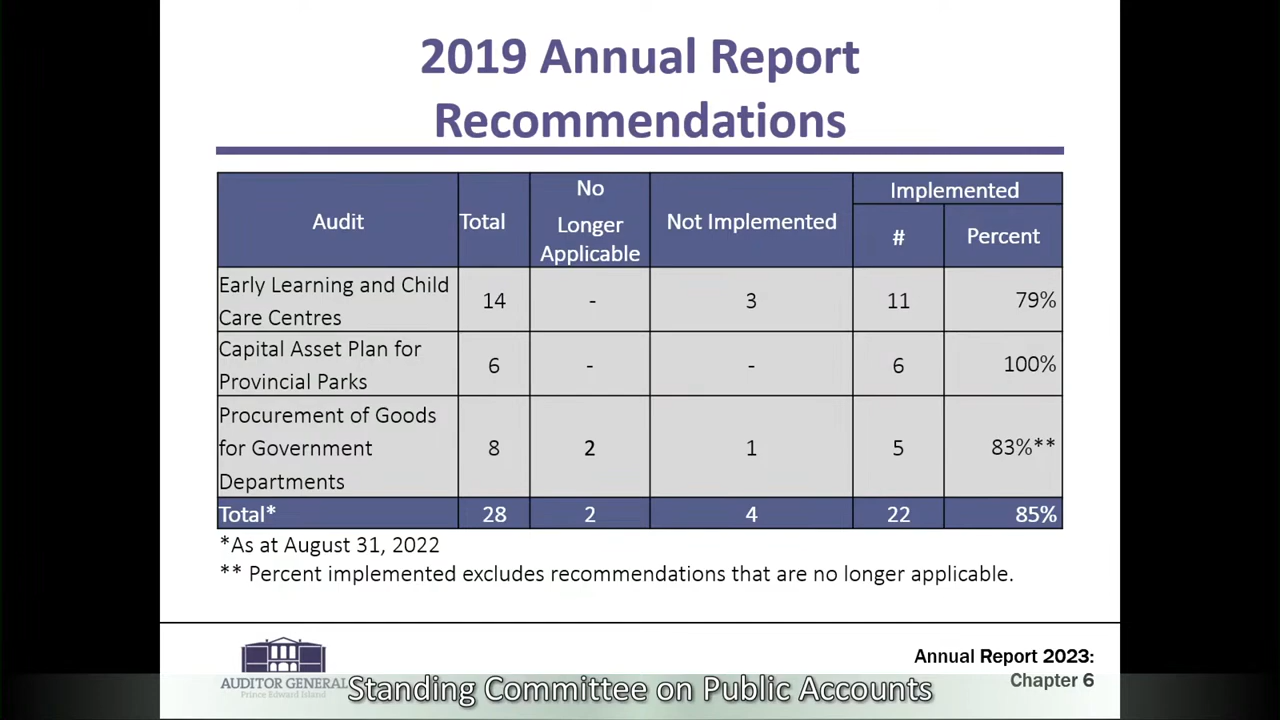 2019 Annual Report
Recommendations
Audit
Total
No
Longer
Applicable
Not Implemented
Implemented
#
Percent
Early Learning and Child
Care Centres
14
-
3
11
79%
Capital Asset Plan for
Provincial Parks
6
-
-
6
100%
Procurement of Goods
for Government
Departments
8
2
1
5
83%**
Total*
28
2
4
22
85%
*As at August 31, 2022
** Percent implemented excludes recommendations that are no longer applicable.
AUDITOR GENERAL
Prince Edward Island
Annual Report 2023:
Chapter 6
Standing Committee on Public Accounts